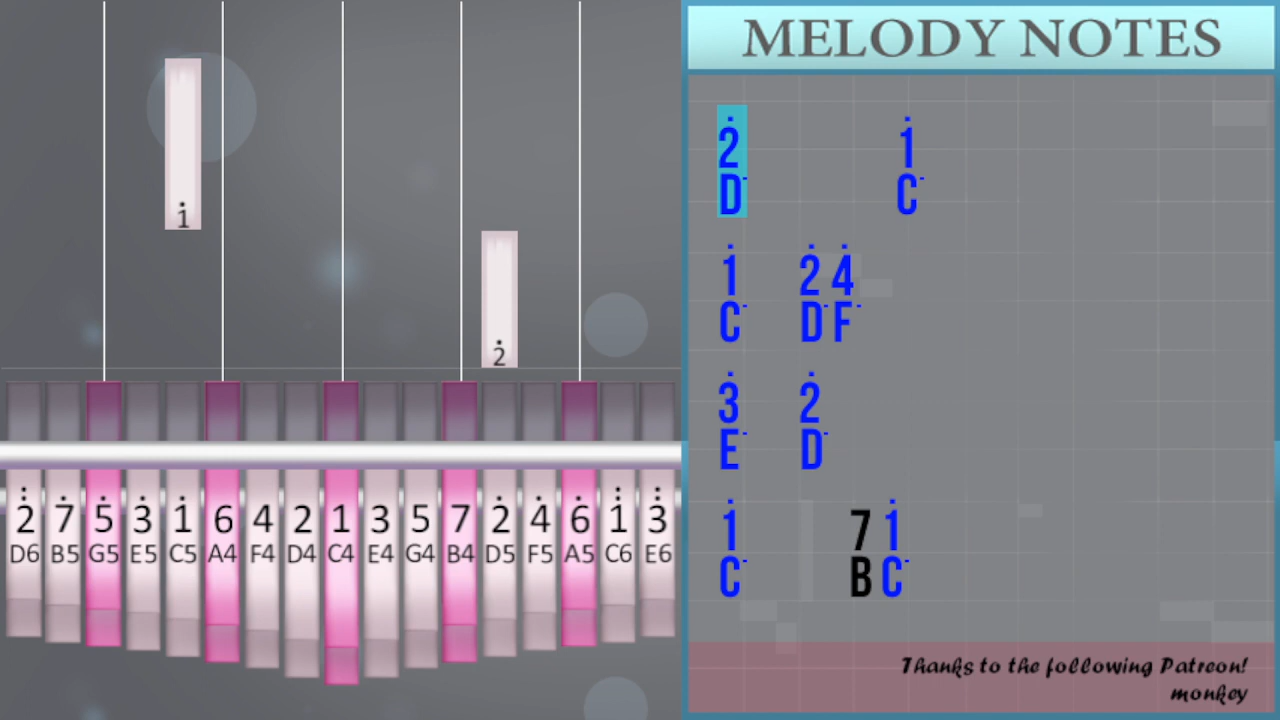 MELODY NOTES
2̇ 1̇
D· C·
1̇ 2̇ 4̇
C· D· F·
3̇ 2̇
E· D·
1̇ 7 1̇
C· B C·
1̇
2̇
2̈ 7̇ 5̇ 3̇ 1̇ 6 4 2 1 3 5 7 2̇ 4̇ 6̇ 1̈ 3̈
D6 B5 G5 E5 C5 A4 F4 D4 C4 E4 G4 B4 D5 F5 A5 C6 E6
Thanks to the following Patreon!
monkey